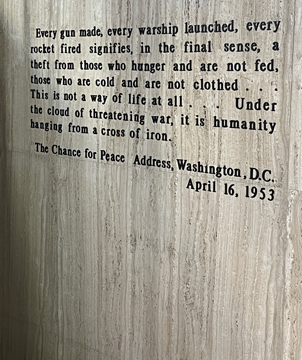 Every gun made, every warship launched, every
rocket fired signifies, in the final sense, a
theft from those who hunger and are not fed,
those who are cold and are not clothed . . .
This is not a way of life at all . . . Under
the cloud of threatening war, it is humanity
hanging from a cross of iron.
The Chance for Peace Address, Washington, D.C.
April 16, 1953